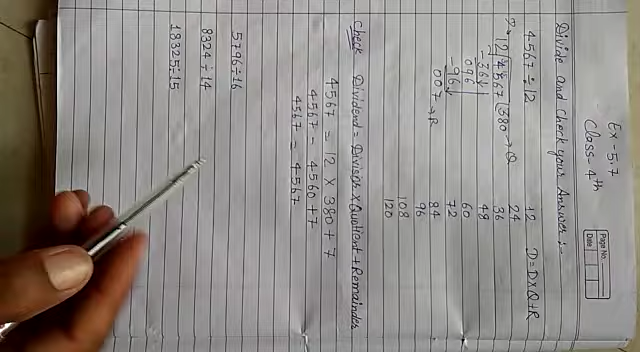 Page No.
Date
Ex-5.7
Class-4th
Divide and Check your Answer :-
4567÷12
12 D=DXQ+R
D← 12)4567(380→Q
24
-36↓
36
096
48
-96↓
60
007→R
72
84
96
108
120
Check Dividend = Divisor X Quotient + Remainder
4567 = 12 X 380 + 7
4567 = 4560 + 7
4567 = 4567
5796÷16
8324÷14
18325÷15